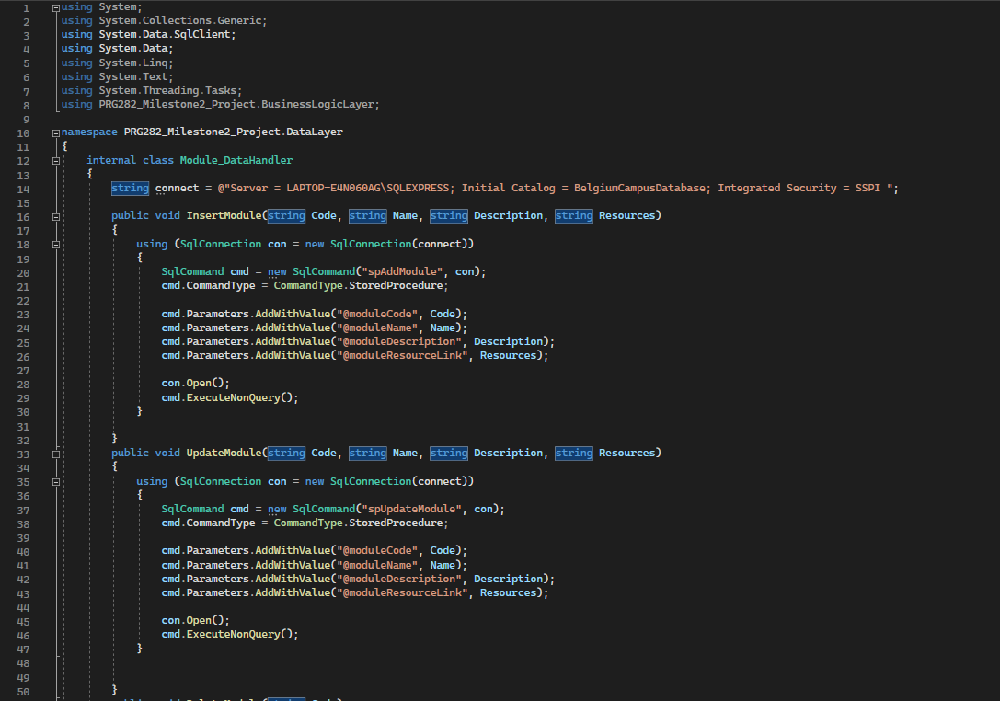 1 using System;
2 using System.Collections.Generic;
3 using System.Data.SqlClient;
4 using System.Data;
5 using System.Linq;
6 using System.Text;
7 using System.Threading.Tasks;
8 using PRG282_Milestone2_Project.BusinessLogicLayer;
9
10 namespace PRG282_Milestone2_Project.DataLayer
11 {
12 internal class Module_DataHandler
13 {
14 string connect = @"Server = LAPTOP-E4N060AG\SQLEXPRESS; Initial Catalog = BelgiumCampusDatabase; Integrated Security = SSPI ";
15
16 public void InsertModule(string Code, string Name, string Description, string Resources)
17 {
18 using (SqlConnection con = new SqlConnection(connect))
19 {
20 SqlCommand cmd = new SqlCommand("spAddModule", con);
21 cmd.CommandType = CommandType.StoredProcedure;
22
23 cmd.Parameters.AddWithValue("@moduleCode", Code);
24 cmd.Parameters.AddWithValue("@moduleName", Name);
25 cmd.Parameters.AddWithValue("@moduleDescription", Description);
26 cmd.Parameters.AddWithValue("@moduleResourceLink", Resources);
27
28 con.Open();
29 cmd.ExecuteNonQuery();
30 }
31
32 }
33 public void UpdateModule(string Code, string Name, string Description, string Resources)
34 {
35 using (SqlConnection con = new SqlConnection(connect))
36 {
37 SqlCommand cmd = new SqlCommand("spUpdateModule", con);
38 cmd.CommandType = CommandType.StoredProcedure;
39
40 cmd.Parameters.AddWithValue("@moduleCode", Code);
41 cmd.Parameters.AddWithValue("@moduleName", Name);
42 cmd.Parameters.AddWithValue("@moduleDescription", Description);
43 cmd.Parameters.AddWithValue("@moduleResourceLink", Resources);
44
45 con.Open();
46 cmd.ExecuteNonQuery();
47 }
48
49
50 }